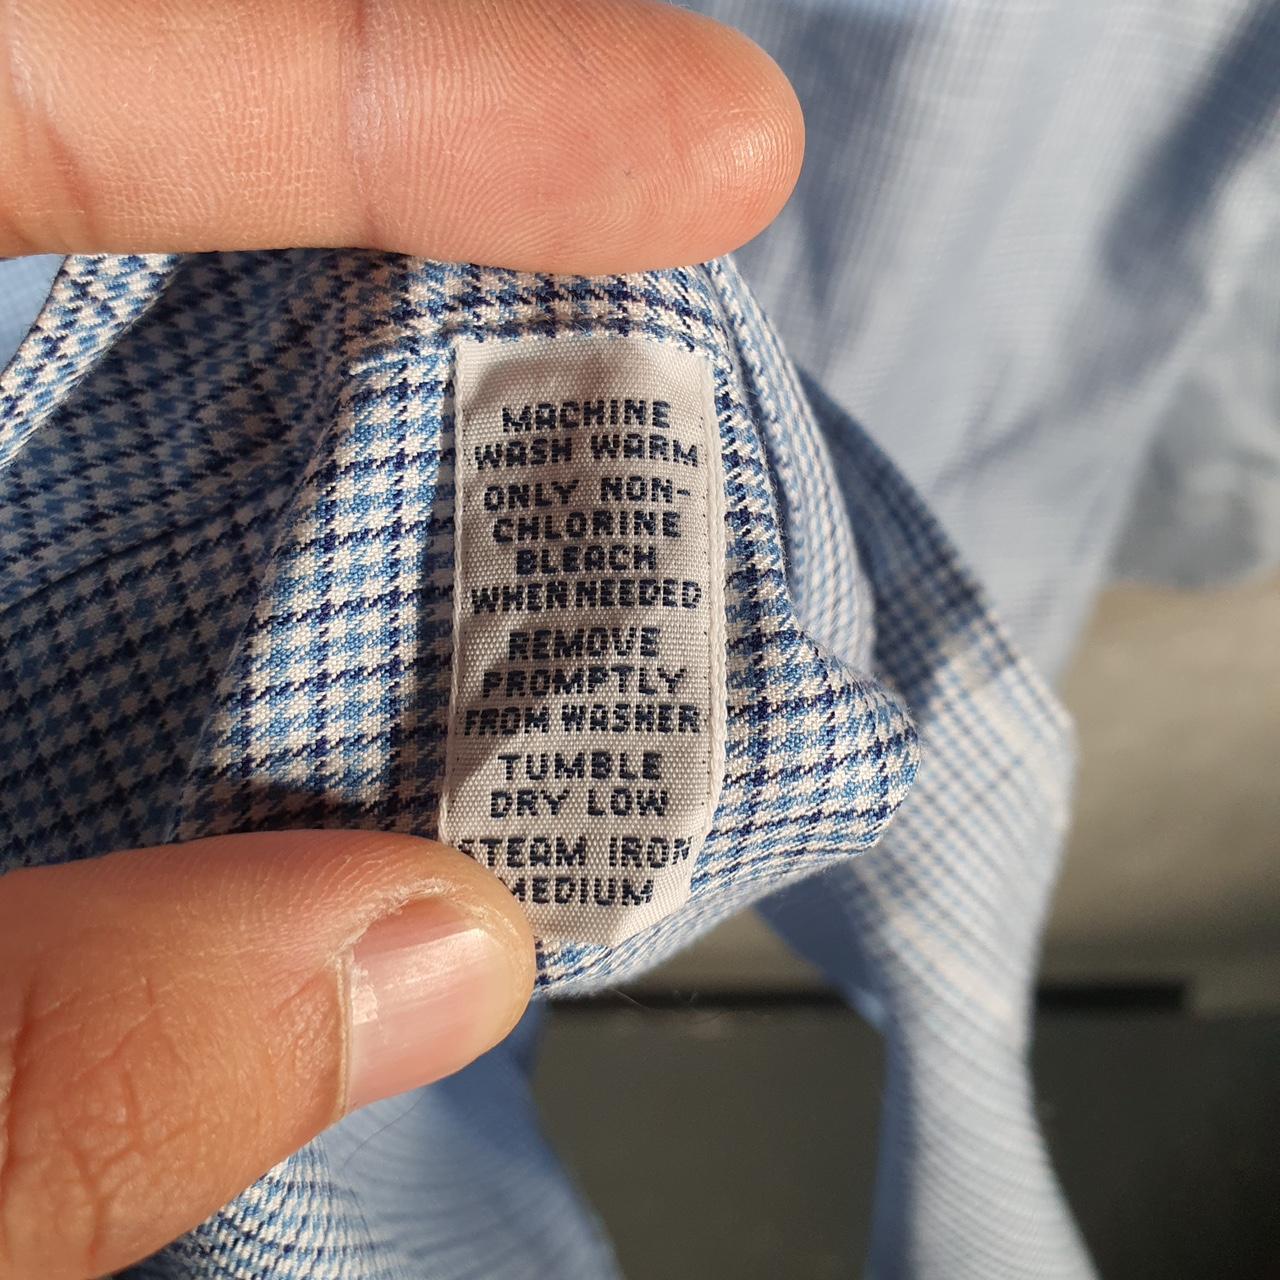 MACHINE
WASH WARM
ONLY NON-
CHLORINE
BLEACH
WHEN NEEDED
REMOVE
PROMPTLY
FROM WASHER
TUMBLE
DRY LOW
STEAM IRON
MEDIUM